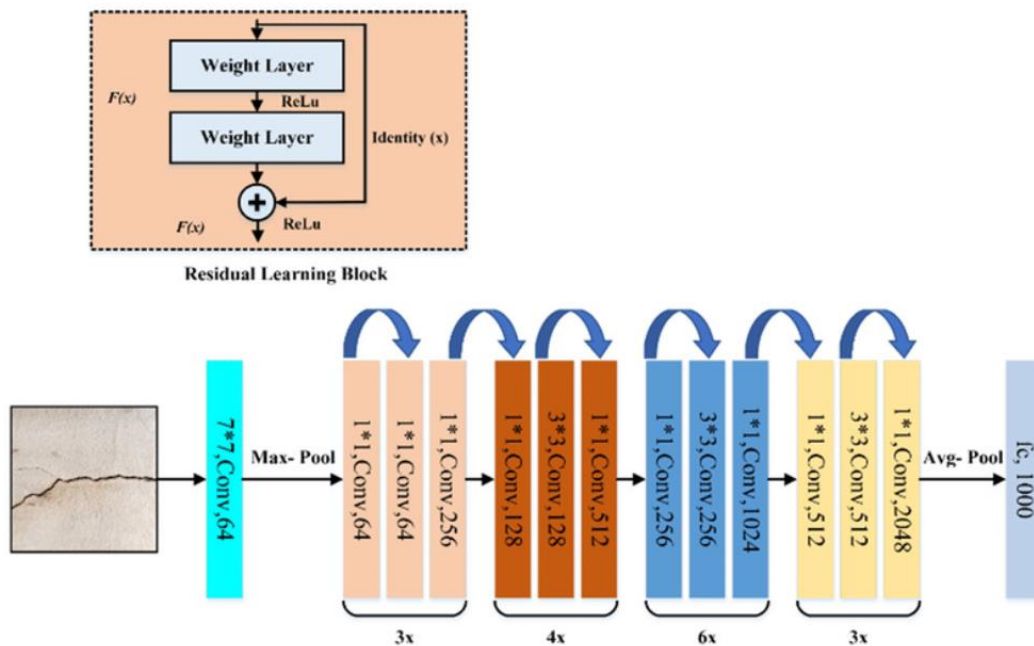 Weight Layer
F(x)
ReLu
Weight Layer
Identity (x)
+
F(x)
ReLu
Residual Learning Block
7*7,Conv,64
Max- Pool
1*1,Conv,64
1*1,Conv,64
1*1,Conv,256
1*1,Conv,128
3*3,Conv,128
1*1,Conv,512
1*1,Conv,256
3*3,Conv,256
1*1,Conv,1024
1*1,Conv,512
3*3,Conv,512
1*1,Conv,2048
Avg- Pool
fc, 1000
3x
4x
6x
3x